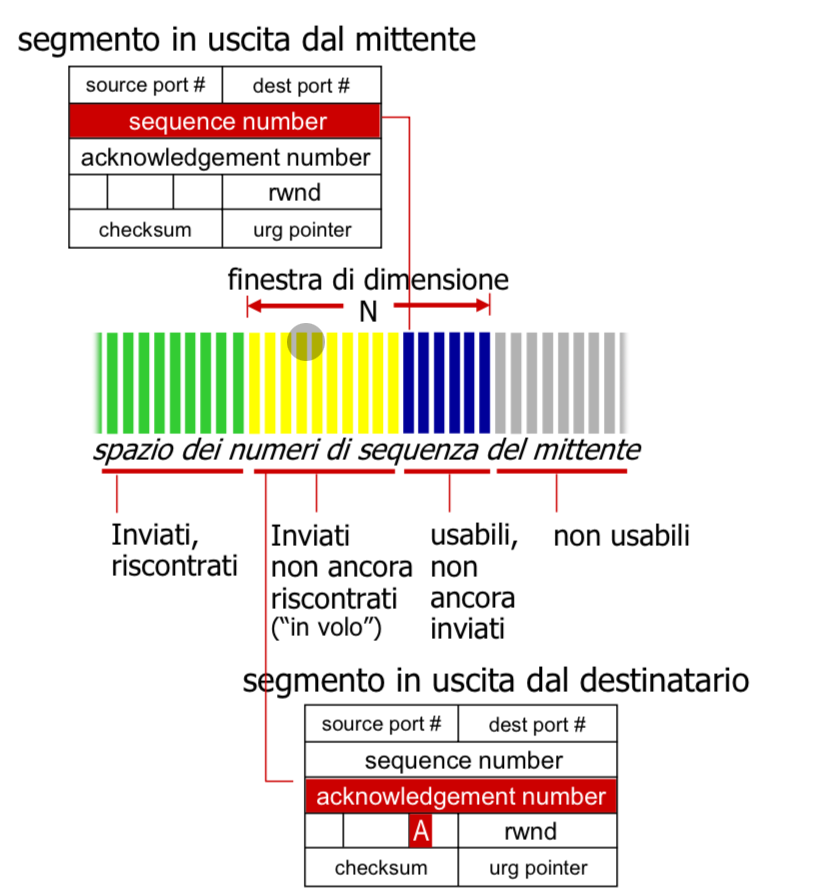 segmento in uscita dal mittente
source port #
dest port #
sequence number
acknowledgement number
rwnd
checksum
urg pointer
finestra di dimensione
N
spazio dei numeri di sequenza del mittente
Inviati,
riscontrati
Inviati
non ancora
riscontrati
("in volo")
usabili,
non
ancora
inviati
non usabili
segmento in uscita dal destinatario
source port #
dest port #
sequence number
acknowledgement number
A
rwnd
checksum
urg pointer